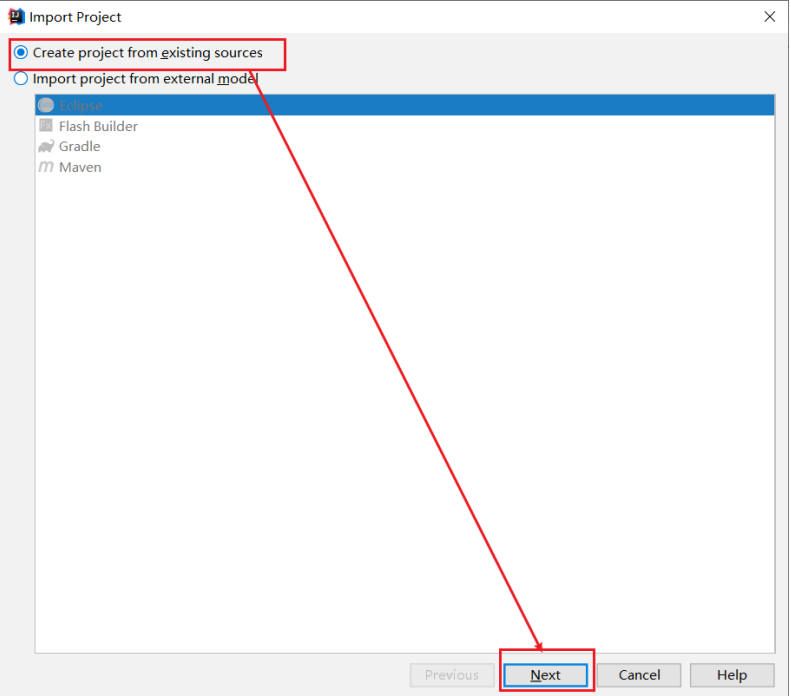 Import Project
Create project from existing sources
Import project from external model
Eclipse
Flash Builder
Gradle
Maven
Previous Next Cancel Help